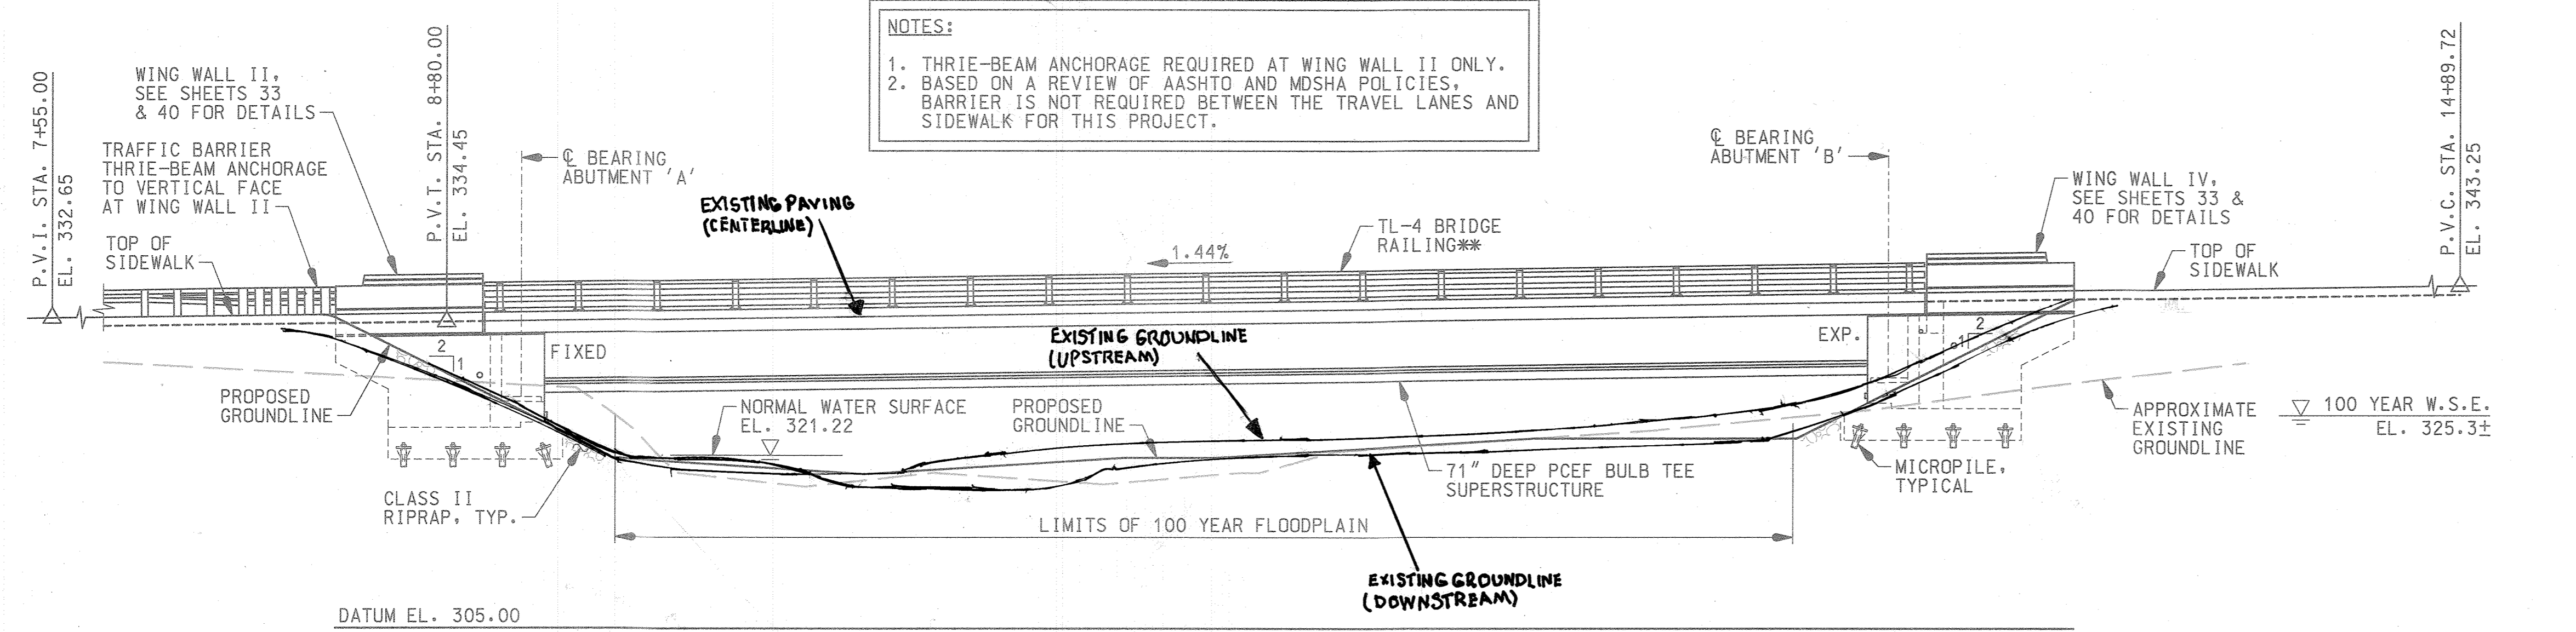 NOTES:
1. THRIE-BEAM ANCHORAGE REQUIRED AT WING WALL II ONLY.
2. BASED ON A REVIEW OF AASHTO AND MDSHA POLICIES,
BARRIER IS NOT REQUIRED BETWEEN THE TRAVEL LANES AND
SIDEWALK FOR THIS PROJECT.
P.V.I. STA. 7+55.00
EL. 332.65
WING WALL II,
SEE SHEETS 33
& 40 FOR DETAILS
TRAFFIC BARRIER
THRIE-BEAM ANCHORAGE
TO VERTICAL FACE
AT WING WALL II
TOP OF
SIDEWALK
P.V.T. STA. 8+80.00
EL. 334.45
℄ BEARING
ABUTMENT 'A'
EXISTING PAVING
(CENTERLINE)
1.44%
TL-4 BRIDGE
RAILING**
℄ BEARING
ABUTMENT 'B'
WING WALL IV,
SEE SHEETS 33 &
40 FOR DETAILS
TOP OF
SIDEWALK
P.V.C. STA. 14+89.72
EL. 343.25
2
1
FIXED
EXISTING GROUNDLINE
(UPSTREAM)
EXP.
2
1
PROPOSED
GROUNDLINE
NORMAL WATER SURFACE
EL. 321.22
PROPOSED
GROUNDLINE
APPROXIMATE
EXISTING
GROUNDLINE
100 YEAR W.S.E.
EL. 325.3±
CLASS II
RIPRAP, TYP.
71" DEEP PCEF BULB TEE
SUPERSTRUCTURE
MICROPILE,
TYPICAL
LIMITS OF 100 YEAR FLOODPLAIN
EXISTING GROUNDLINE
(DOWNSTREAM)
DATUM EL. 305.00